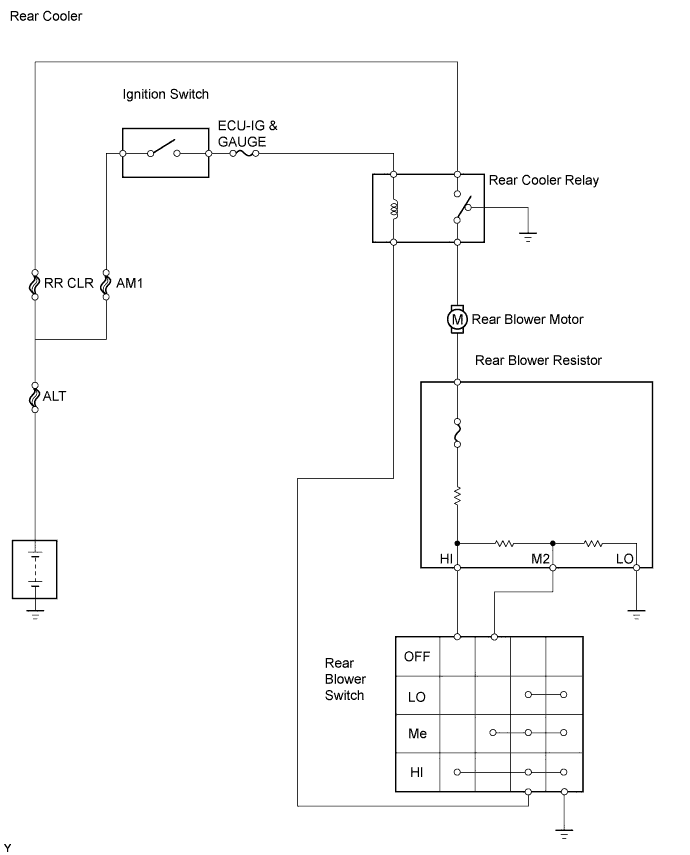 Rear Cooler
Ignition Switch
ECU-IG &
GAUGE
Rear Cooler Relay
RR CLR
AM1
M
Rear Blower Motor
Rear Blower Resistor
ALT
HI
M2
LO
Rear
Blower
Switch
OFF
LO
Me
HI
Y